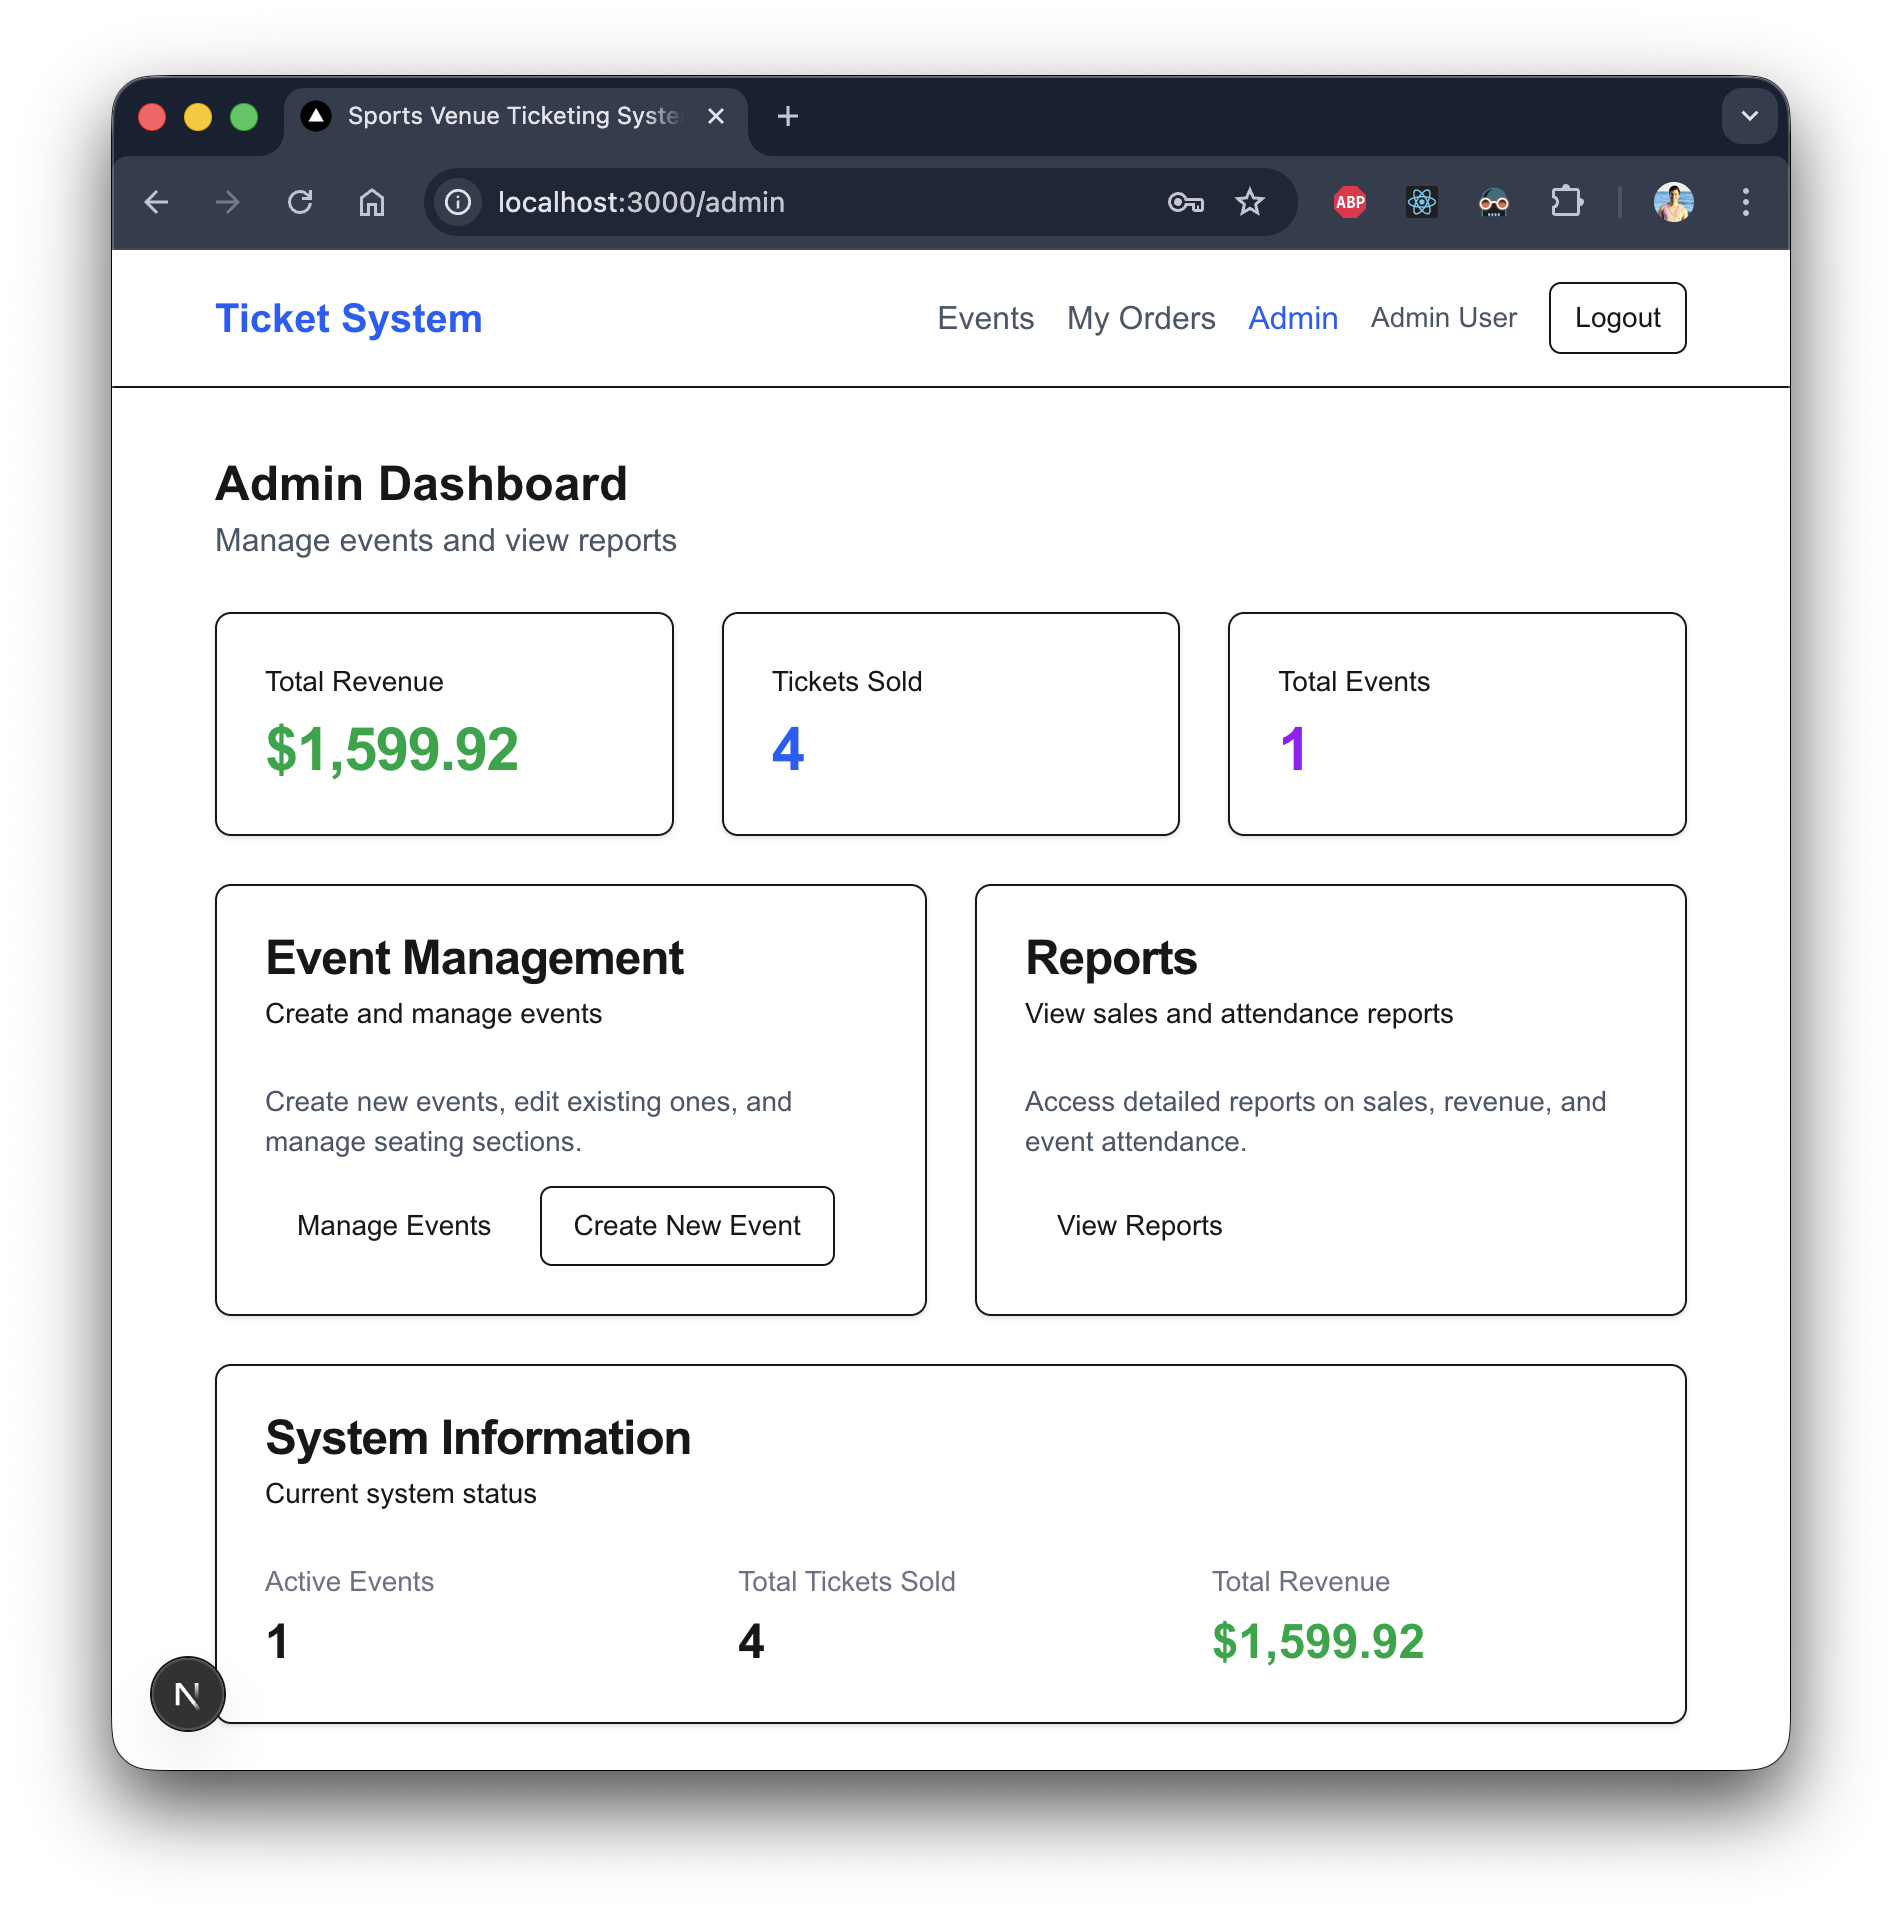 Sports Venue Ticketing Syste
localhost:3000/admin
ABP
Ticket System
Events
My Orders
Admin
Admin User
Logout
Admin Dashboard
Manage events and view reports
Total Revenue
$1,599.92
Tickets Sold
4
Total Events
1
Event Management
Create and manage events
Create new events, edit existing ones, and
manage seating sections.
Manage Events
Create New Event
Reports
View sales and attendance reports
Access detailed reports on sales, revenue, and
event attendance.
View Reports
System Information
Current system status
Active Events
1
Total Tickets Sold
4
Total Revenue
$1,599.92
N